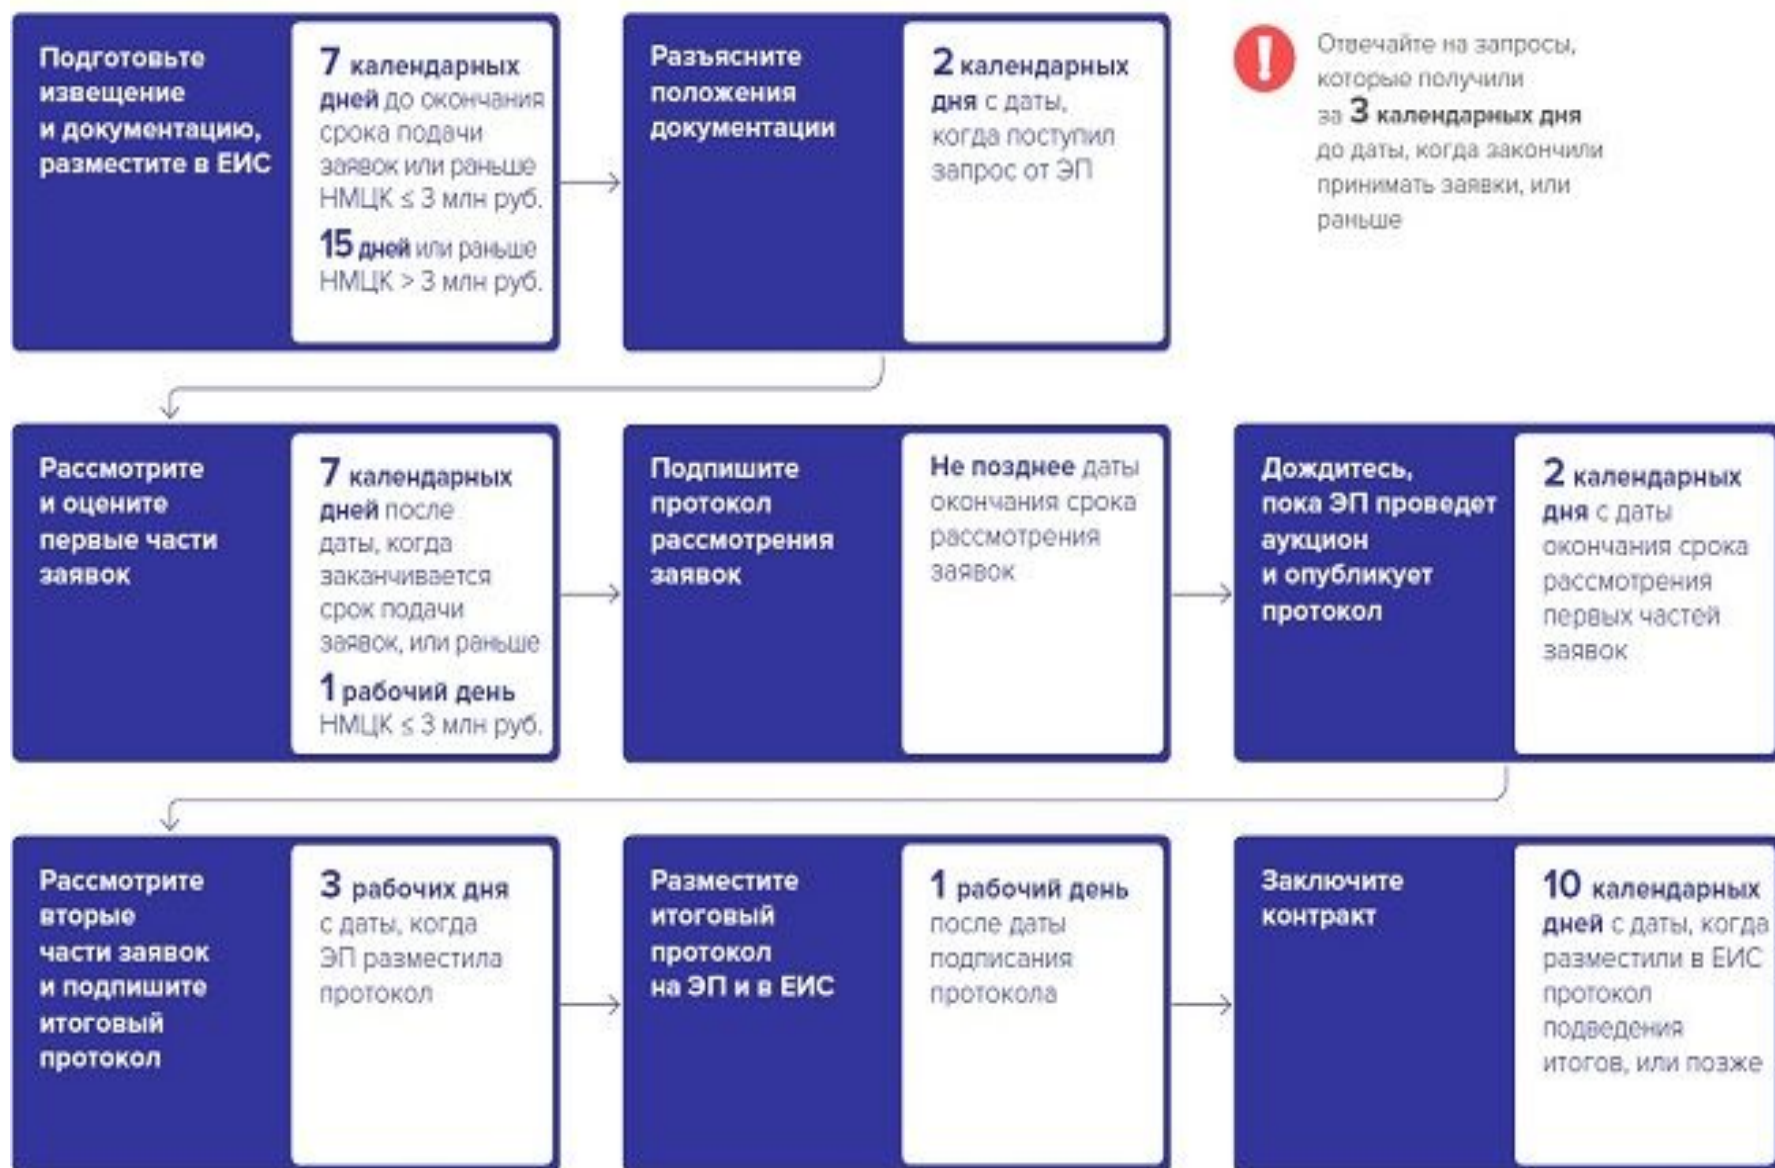 Подготовьте
извещение
и документацию,
разместите в ЕИС
7 календарных
дней до окончания
срока подачи
заявок или раньше
НМЦК ≤ 3 млн руб.
15 дней или раньше
НМЦК > 3 млн руб.
Разъясните
положения
документации
2 календарных
дня с даты,
когда поступил
запрос от ЭП
!
Отвечайте на запросы,
которые получили
за 3 календарных дня
до даты, когда закончили
принимать заявки, или
раньше
Рассмотрите
и оцените
первые части
заявок
7 календарных
дней после
даты, когда
заканчивается
срок подачи
заявок, или раньше
1 рабочий день
НМЦК ≤ 3 млн руб.
Подпишите
протокол
рассмотрения
заявок
Не позднее даты
окончания срока
рассмотрения
заявок
Дождитесь,
пока ЭП проведет
аукцион
и опубликует
протокол
2 календарных
дня с даты
окончания срока
рассмотрения
первых частей
заявок
Рассмотрите
вторые
части заявок
и подпишите
итоговый
протокол
3 рабочих дня
с даты, когда
ЭП разместила
протокол
Разместите
итоговый
протокол
на ЭП и в ЕИС
1 рабочий день
после даты
подписания
протокола
Заключите
контракт
10 календарных
дней с даты, когда
разместили в ЕИС
протокол
подведения
итогов, или позже